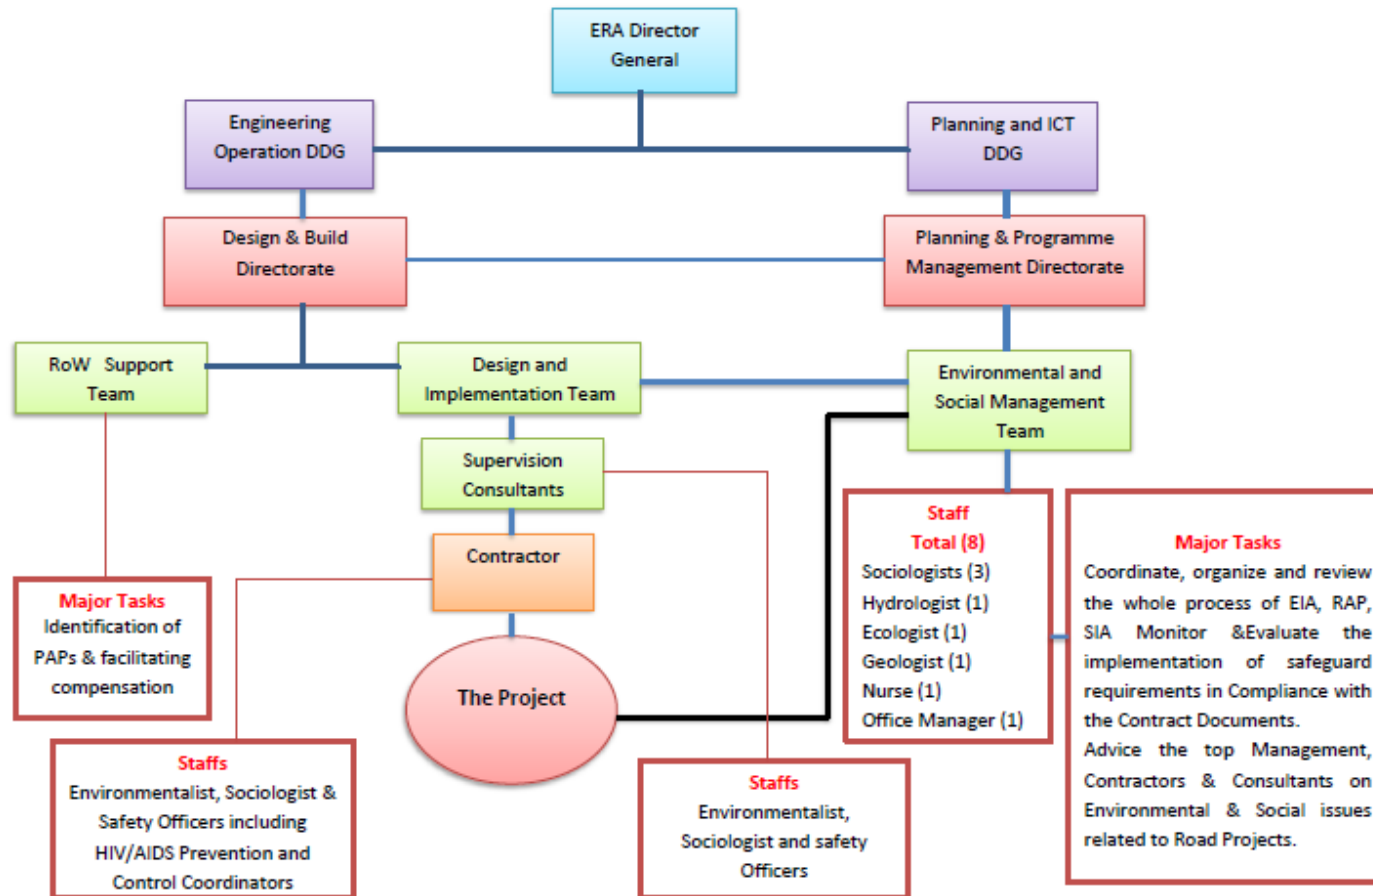 ERA Director
General
Engineering
Operation DDG
Planning and ICT
DDG
Design & Build
Directorate
Planning & Programme
Management Directorate
RoW Support
Team
Design and
Implementation Team
Environmental and
Social Management
Team
Supervision
Consultants
Contractor
The Project
Major Tasks
Identification of
PAPs & facilitating
compensation
Staffs
Environmentalist, Sociologist &
Safety Officers including
HIV/AIDS Prevention and
Control Coordinators
Staffs
Environmentalist,
Sociologist and safety
Officers
Staff
Total (8)
Sociologists (3)
Hydrologist (1)
Ecologist (1)
Geologist (1)
Nurse (1)
Office Manager (1)
Major Tasks
Coordinate, organize and review
the whole process of EIA, RAP,
SIA Monitor &Evaluate the
implementation of safeguard
requirements in Compliance with
the Contract Documents.
Advice the top Management,
Contractors & Consultants on
Environmental & Social issues
related to Road Projects.